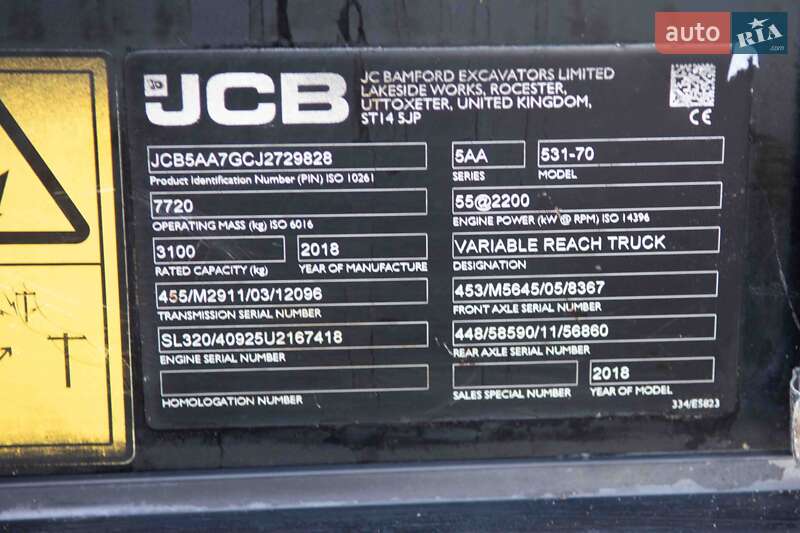 auto RIA.com
JCB
JC BAMFORD EXCAVATORS LIMITED
LAKESIDE WORKS, ROCESTER,
UTTOXETER, UNITED KINGDOM,
ST14 5JP
CE
JCB5AA7GCJ2729828
Product Identification Number (PIN) ISO 10261
5AA
SERIES
531-70
MODEL
7720
OPERATING MASS (kg) ISO 6016
55@2200
ENGINE POWER (kW @ RPM) ISO 14396
3100
RATED CAPACITY (kg)
2018
YEAR OF MANUFACTURE
VARIABLE REACH TRUCK
DESIGNATION
455/M2911/03/12096
TRANSMISSION SERIAL NUMBER
453/M5645/05/8367
FRONT AXLE SERIAL NUMBER
SL320/40925U2167418
ENGINE SERIAL NUMBER
448/58590/11/56860
REAR AXLE SERIAL NUMBER
HOMOLOGATION NUMBER
SALES SPECIAL NUMBER
2018
YEAR OF MODEL
334/E5823